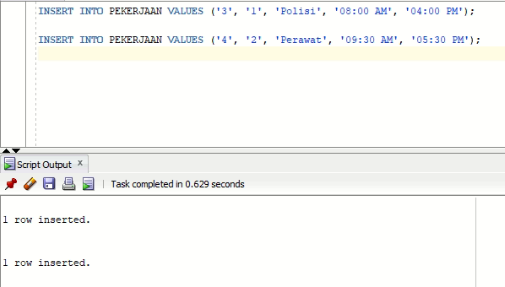 INSERT INTO PEKERJAAN VALUES ('3', '1', 'Polisi', '08:00 AM', '04:00 PM');
INSERT INTO PEKERJAAN VALUES ('4', '2', 'Perawat', '09:30 AM', '05:30 PM');
Script Output ×
Task completed in 0.629 seconds
1 row inserted.
1 row inserted.